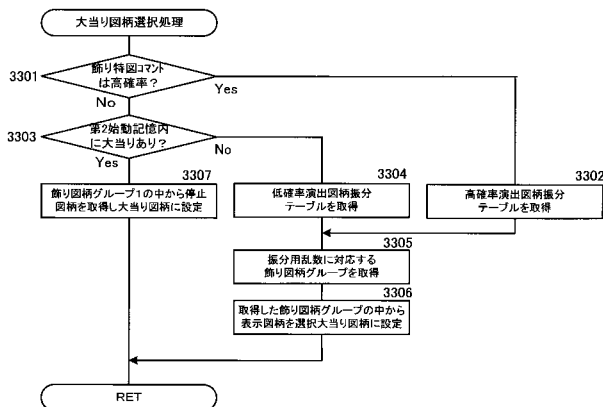 大当り図柄選択処理
3301
飾り特図コマント
は高確率？
Yes
No
3303
第2始動記憶内
に大当りあり？
Yes
No
3307
飾り図柄グループ1の中から停止
図柄を取得し大当り図柄に設定
3304
低確率演出図柄振分
テーブルを取得
3302
高確率演出図柄振分
テーブルを取得
3305
振分用乱数に対応する
飾り図柄グループを取得
3306
取得した飾り図柄グループの中から
表示図柄を選択大当り図柄に設定
RET